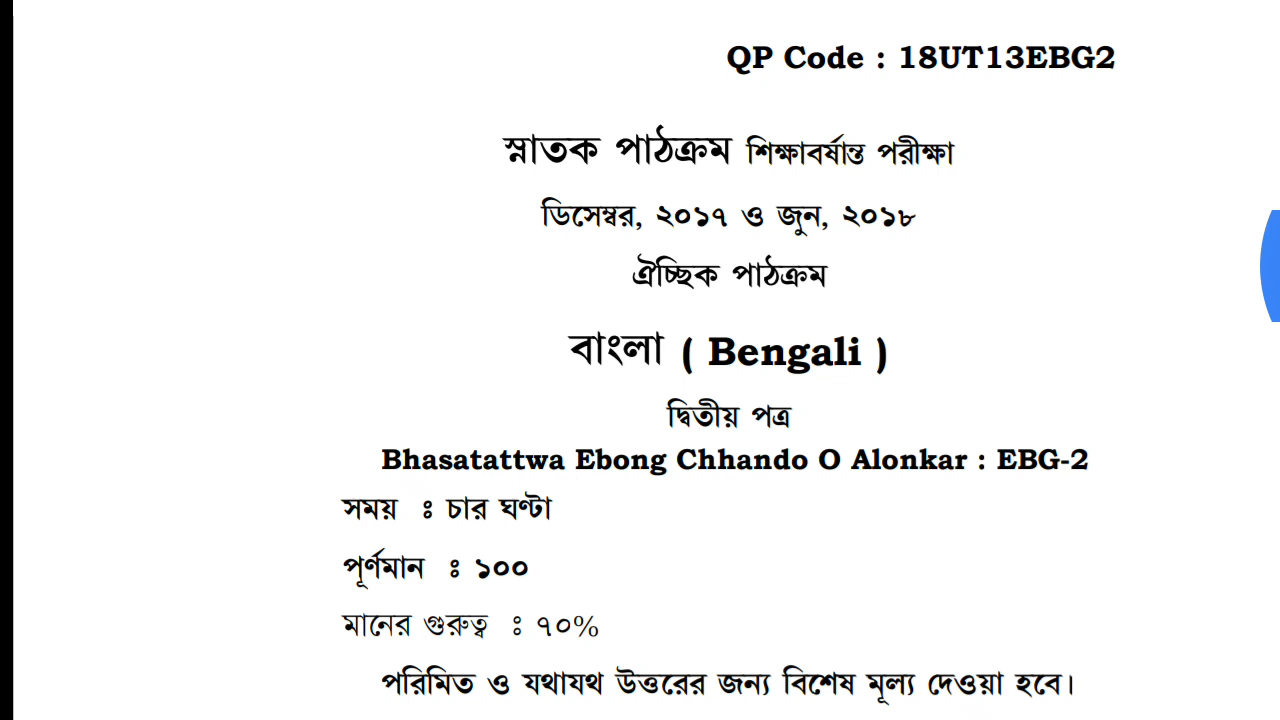 QP Code : 18UT13EBG2
স্নাতক পাঠক্রম শিক্ষাবর্ষান্ত পরীক্ষা
ডিসেম্বর, ২০১৭ ও জুন, ২০১৮
ঐচ্ছিক পাঠক্রম
বাংলা ( Bengali )
দ্বিতীয় পত্র
Bhasatattwa Ebong Chhando O Alonkar : EBG-2
সময় ঃ চার ঘণ্টা
পূর্ণমান ঃ ১০০
মানের গুরুত্ব ঃ ৭০%
পরিমিত ও যথাযথ উত্তরের জন্য বিশেষ মূল্য দেওয়া হবে।